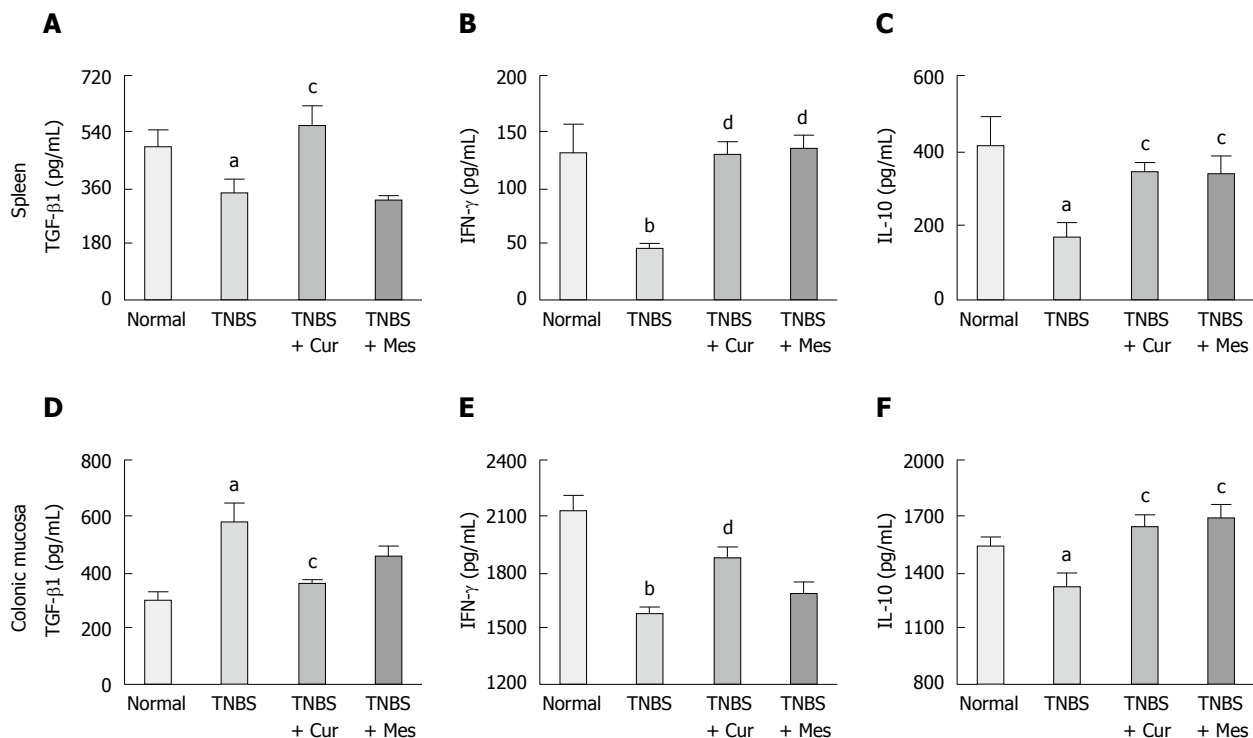 A
Spleen
TGF-β1 (pg/mL)
720
540
360
180
0
c
a
Normal
TNBS
TNBS
+ Cur
TNBS
+ Mes
B
IFN-γ (pg/mL)
200
150
100
50
0
b
d
d
Normal
TNBS
TNBS
+ Cur
TNBS
+ Mes
C
IL-10 (pg/mL)
600
400
200
0
a
c
c
Normal
TNBS
TNBS
+ Cur
TNBS
+ Mes
D
Colonic mucosa
TGF-β1 (pg/mL)
800
600
400
200
0
a
c
Normal
TNBS
TNBS
+ Cur
TNBS
+ Mes
E
IFN-γ (pg/mL)
2400
2100
1800
1500
1200
b
d
Normal
TNBS
TNBS
+ Cur
TNBS
+ Mes
F
IL-10 (pg/mL)
2000
1700
1400
1100
800
a
c
c
Normal
TNBS
TNBS
+ Cur
TNBS
+ Mes